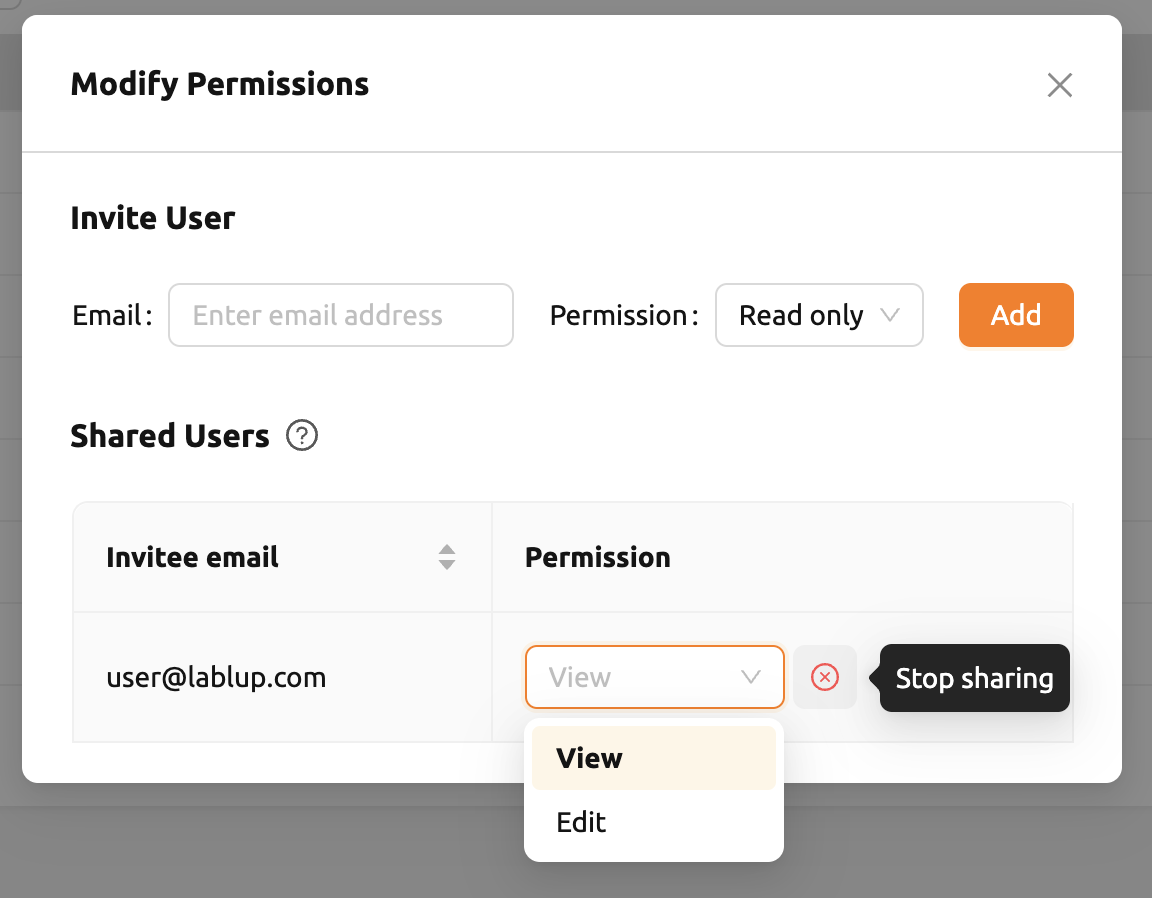 Modify Permissions
Invite User
Email: Enter email address Permission: Read only Add
Shared Users ?
Invitee email Permission
user@lablup.com View Stop sharing
View
Edit